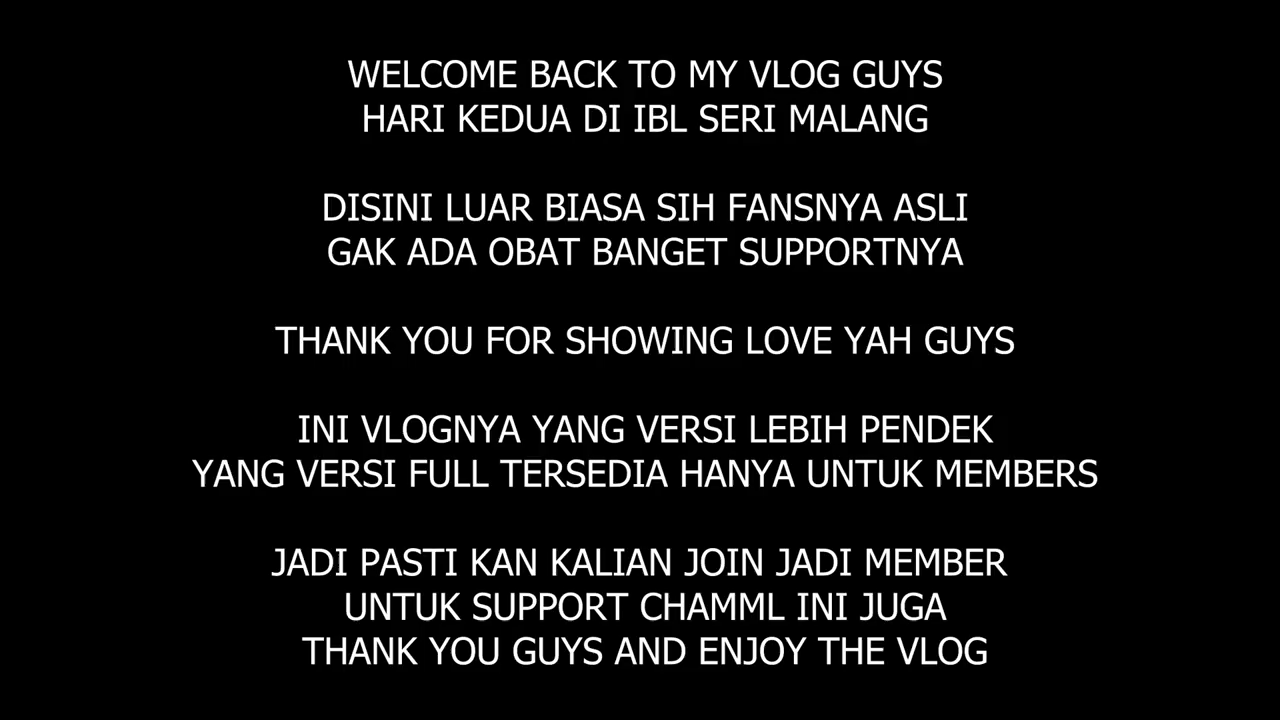 WELCOME BACK TO MY VLOG GUYS
HARI KEDUA DI IBL SERI MALANG
DISINI LUAR BIASA SIH FANSNYA ASLI
GAK ADA OBAT BANGET SUPPORTNYA
THANK YOU FOR SHOWING LOVE YAH GUYS
INI VLOGNYA YANG VERSI LEBIH PENDEK
YANG VERSI FULL TERSEDIA HANYA UNTUK MEMBERS
JADI PASTI KAN KALIAN JOIN JADI MEMBER
UNTUK SUPPORT CHAMML INI JUGA
THANK YOU GUYS AND ENJOY THE VLOG